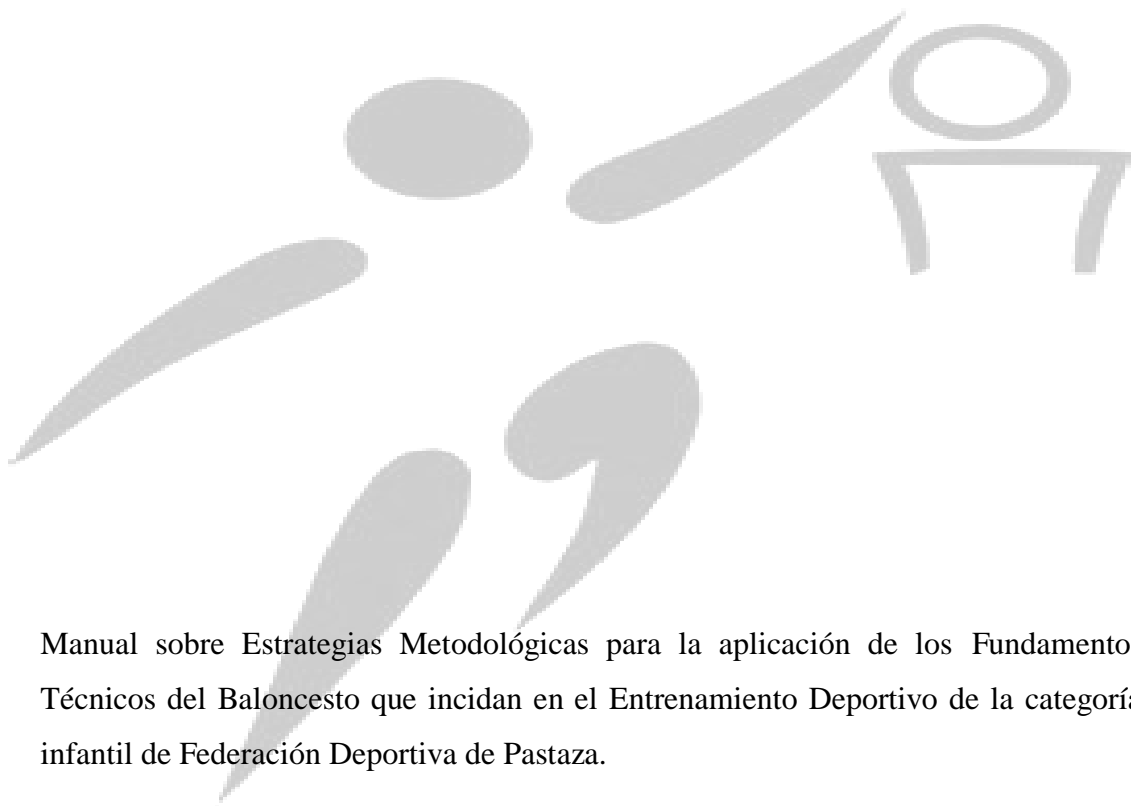 Manual sobre Estrategias Metodológicas para la aplicación de los Fundamento
Técnicos del Baloncesto que incidan en el Entrenamiento Deportivo de la categoría
infantil de Federación Deportiva de Pastaza.